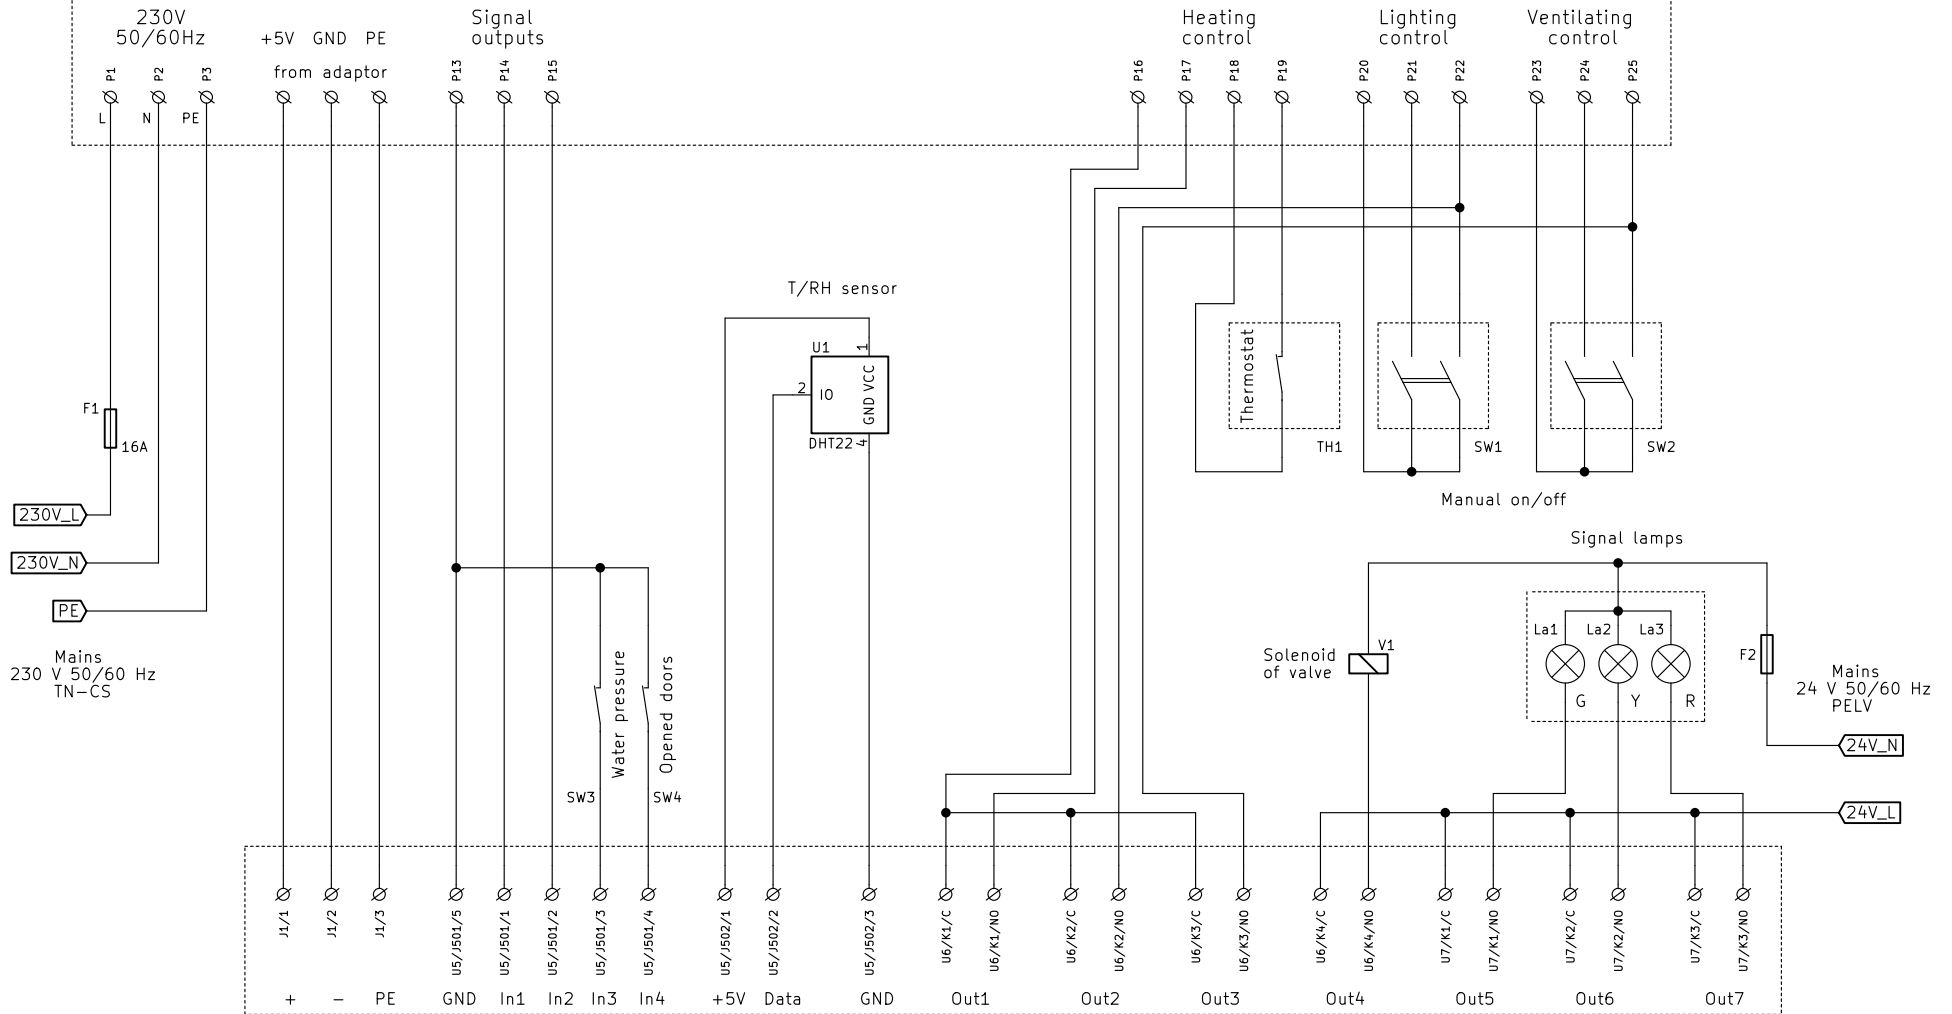 230V
50/60Hz
+5V GND PE
from adaptor
Signal
outputs
Heating
control
Lighting
control
Ventilating
control
P1
P2
P3
P13
P14
P15
P16
P17
P18
P19
P20
P21
P22
P23
P24
P25
L
N
PE
T/RH sensor
U1
1
2
IO
GND VCC
DHT22
4
Thermostat
TH1
SW1
SW2
Manual on/off
F1
16A
230V_L
230V_N
PE
Mains
230 V 50/60 Hz
TN-CS
Water pressure
Opened doors
SW3
SW4
Signal lamps
La1
La2
La3
G
Y
R
Solenoid
of valve
V1
F2
Mains
24 V 50/60 Hz
PELV
24V_N
24V_L
J1/1
J1/2
J1/3
U5/J501/5
U5/J501/1
U5/J501/2
U5/J501/3
U5/J501/4
U5/J502/1
U5/J502/2
U5/J502/3
U6/K1/C
U6/K1/NO
U6/K2/C
U6/K2/NO
U6/K3/C
U6/K3/NO
U6/K4/C
U6/K4/NO
U7/K1/C
U7/K1/NO
U7/K2/C
U7/K2/NO
U7/K3/C
U7/K3/NO
+ - PE GND In1 In2 In3 In4 +5V Data GND Out1 Out2 Out3 Out4 Out5 Out6 Out7